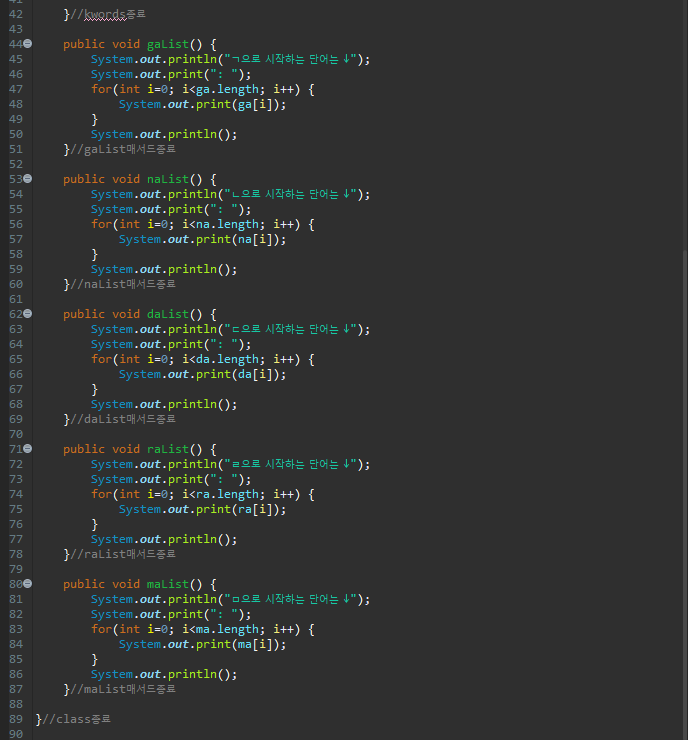 41
42 }//kwords종료
43
44 public void gaList() {
45 System.out.println("ㄱ으로 시작하는 단어는↓");
46 System.out.print(": ");
47 for(int i=0; i<ga.length; i++) {
48 System.out.print(ga[i]);
49 }
50 System.out.println();
51 }//gaList매서드종료
52
53 public void naList() {
54 System.out.println("ㄴ으로 시작하는 단어는↓");
55 System.out.print(": ");
56 for(int i=0; i<na.length; i++) {
57 System.out.print(na[i]);
58 }
59 System.out.println();
60 }//naList매서드종료
61
62 public void daList() {
63 System.out.println("ㄷ으로 시작하는 단어는↓");
64 System.out.print(": ");
65 for(int i=0; i<da.length; i++) {
66 System.out.print(da[i]);
67 }
68 System.out.println();
69 }//daList매서드종료
70
71 public void raList() {
72 System.out.println("ㄹ으로 시작하는 단어는↓");
73 System.out.print(": ");
74 for(int i=0; i<ra.length; i++) {
75 System.out.print(ra[i]);
76 }
77 System.out.println();
78 }//raList매서드종료
79
80 public void maList() {
81 System.out.println("ㅁ으로 시작하는 단어는↓");
82 System.out.print(": ");
83 for(int i=0; i<ma.length; i++) {
84 System.out.print(ma[i]);
85 }
86 System.out.println();
87 }//maList매서드종료
88
89 }//class종료
90